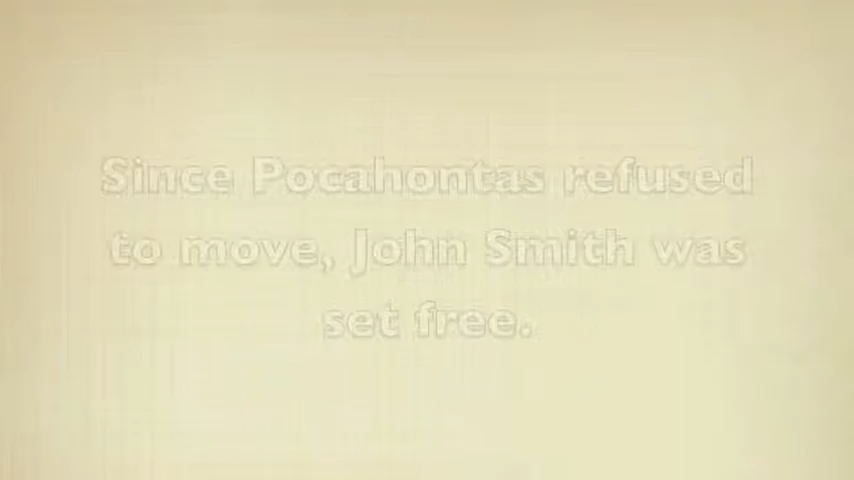 Since Pocahontas refused
to move, John Smith was
set free.